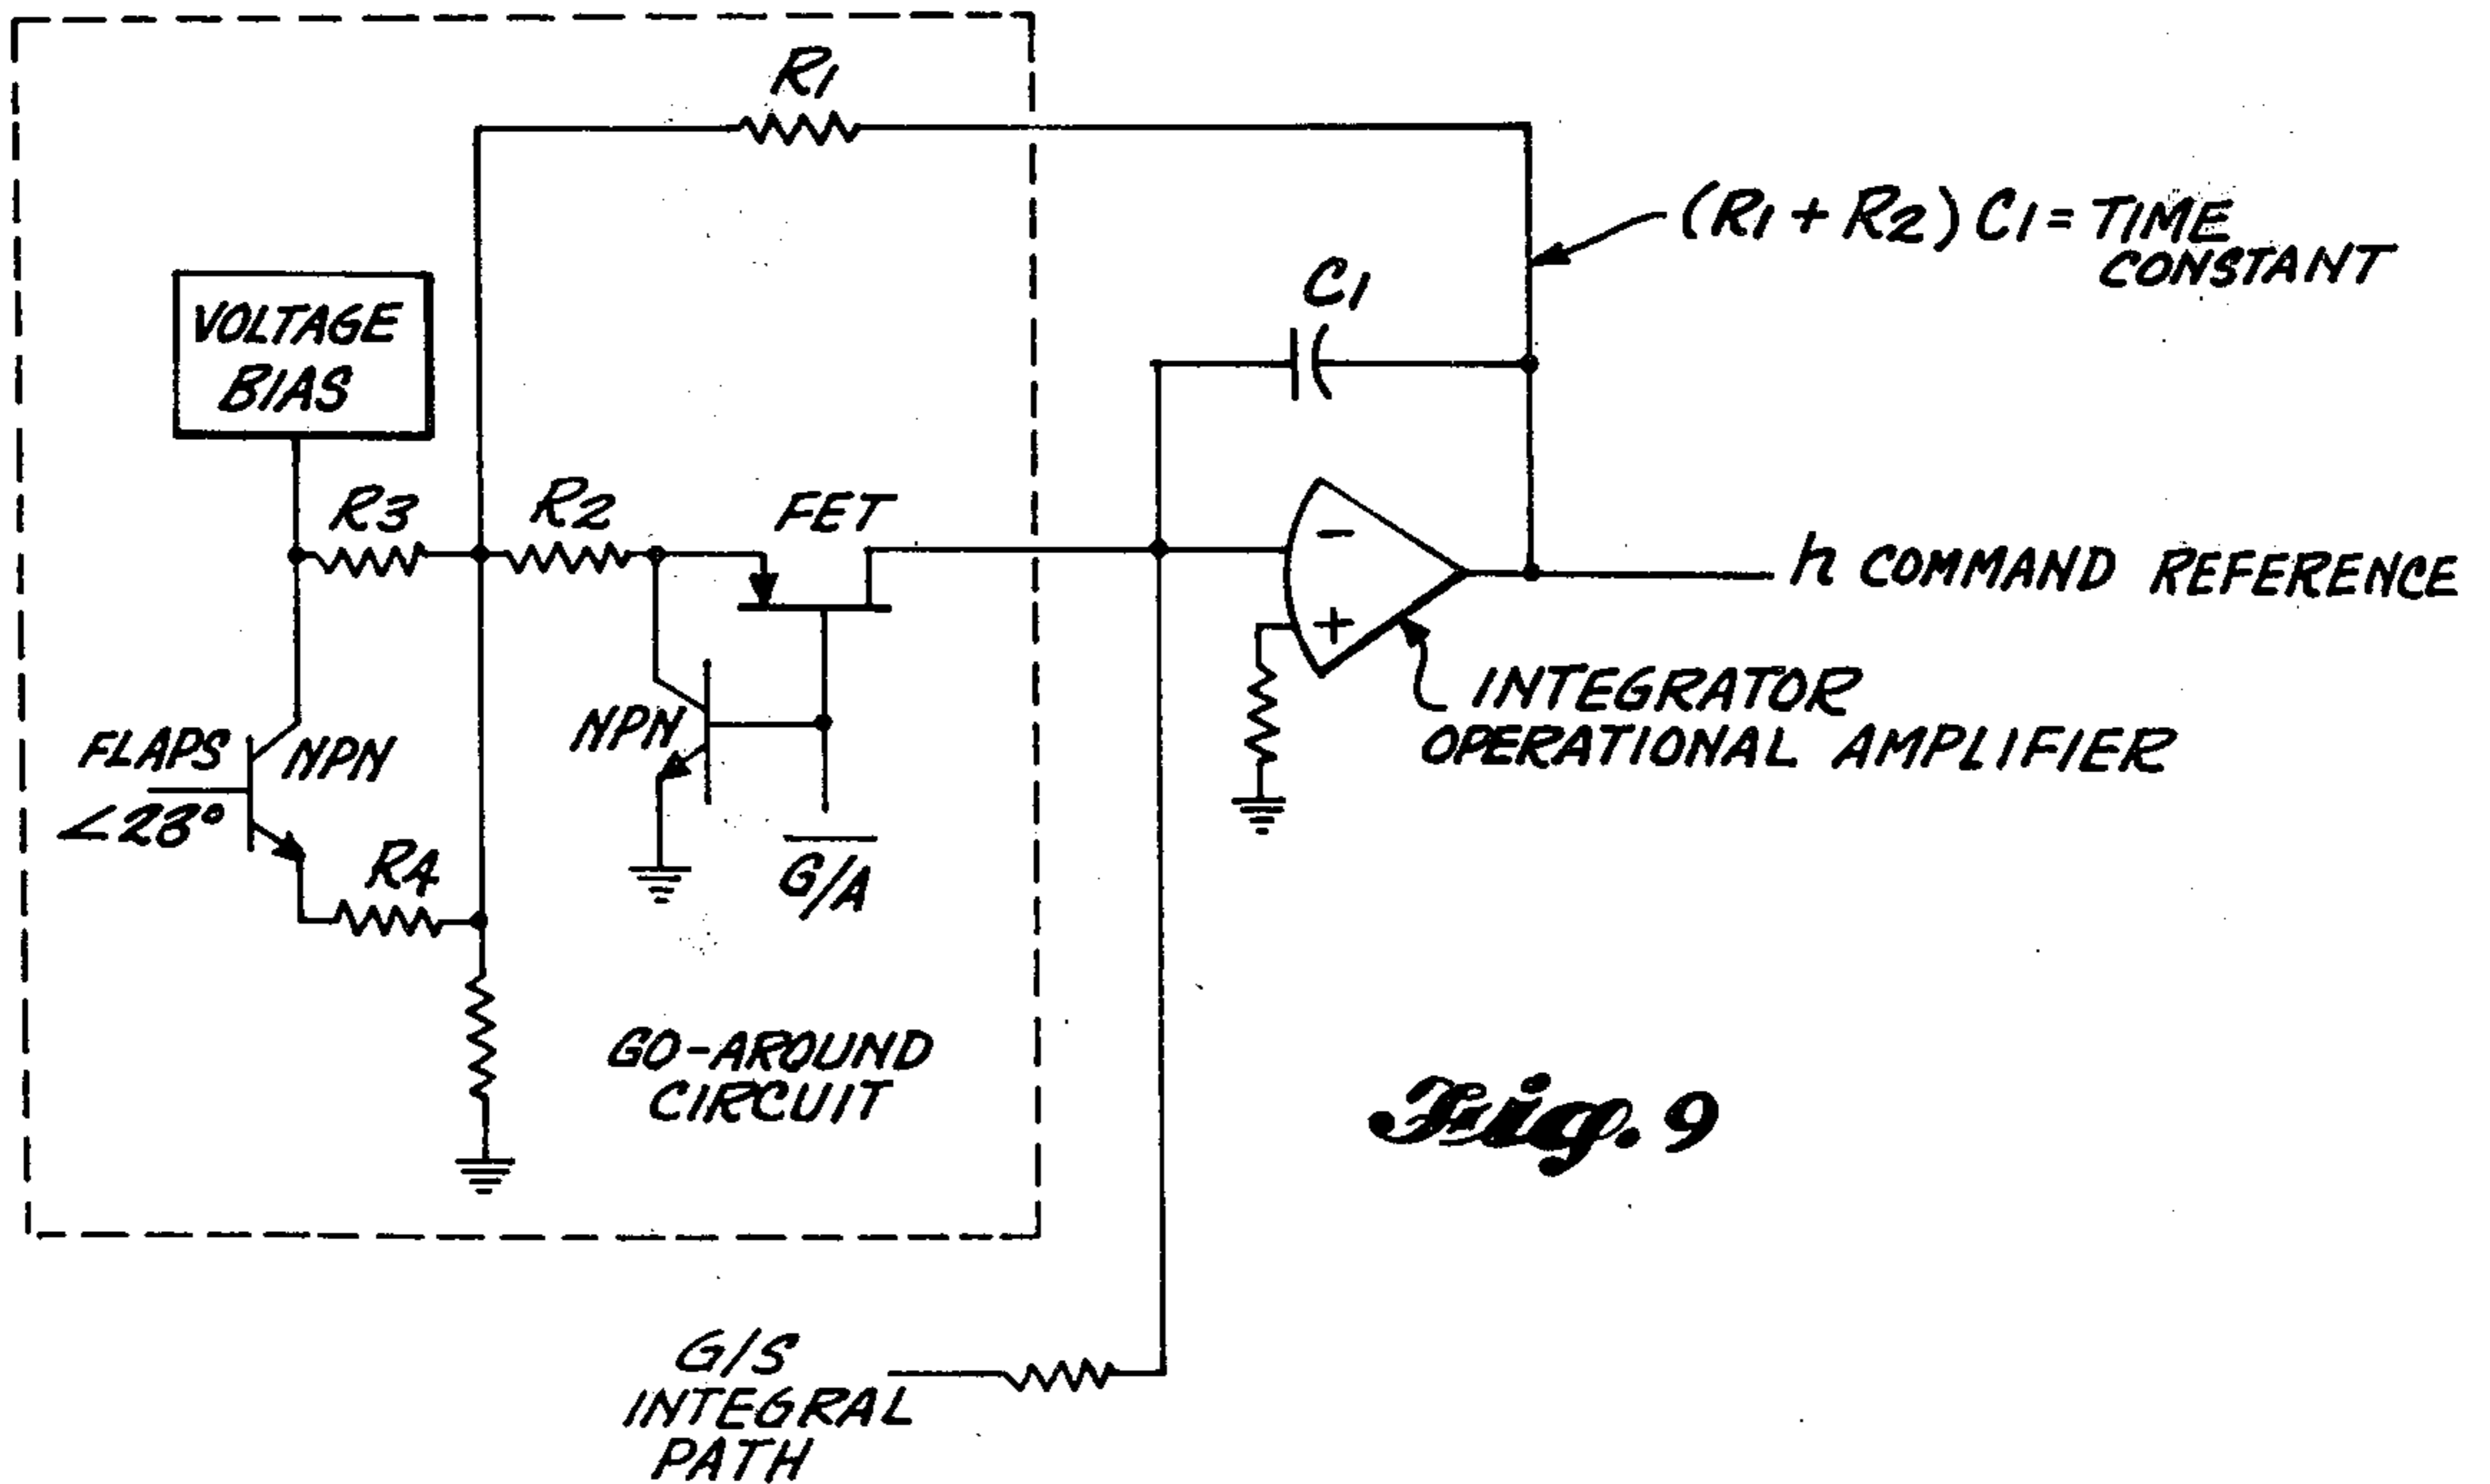 R1
(R1 + R2) C1 = TIME
CONSTANT
C1
VOLTAGE
BIAS
R3
R2
FET
-
h COMMAND REFERENCE
+
INTEGRATOR
OPERATIONAL AMPLIFIER
NPN
FLAPS
NPN
<23°
R4
G/A
GO-AROUND
CIRCUIT
Fig. 9
G/S
INTEGRAL
PATH